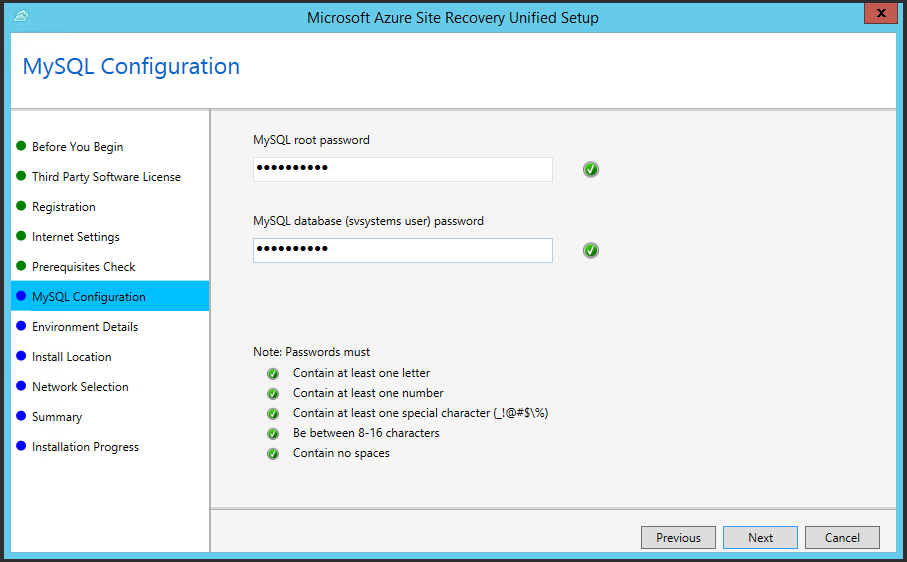 Microsoft Azure Site Recovery Unified Setup
x
MySQL Configuration
Before You Begin
Third Party Software License
Registration
Internet Settings
Prerequisites Check
MySQL Configuration
Environment Details
Install Location
Network Selection
Summary
Installation Progress
MySQL root password
••••••••••
MySQL database (svsystems user) password
••••••••••
Note: Passwords must
Contain at least one letter
Contain at least one number
Contain at least one special character (_!@#$\%)
Be between 8-16 characters
Contain no spaces
Previous Next Cancel